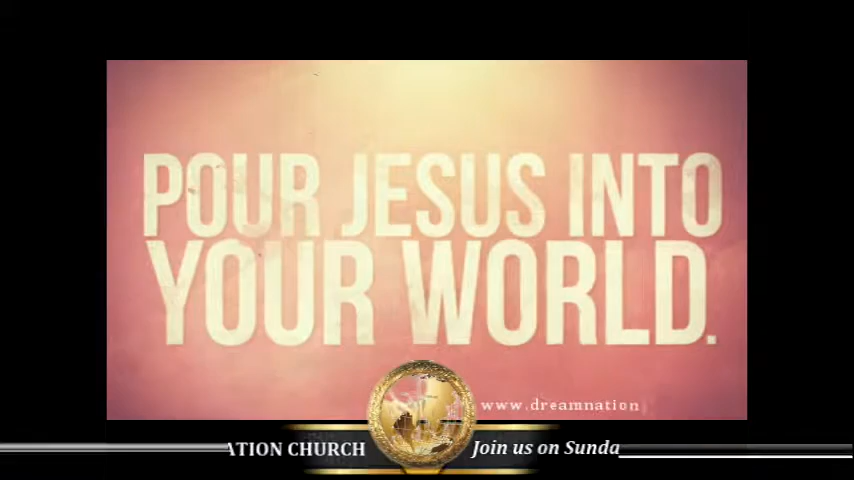 POUR JESUS INTO
YOUR WORLD.
www.dreamnation
ATION CHURCH
Join us on Sunda